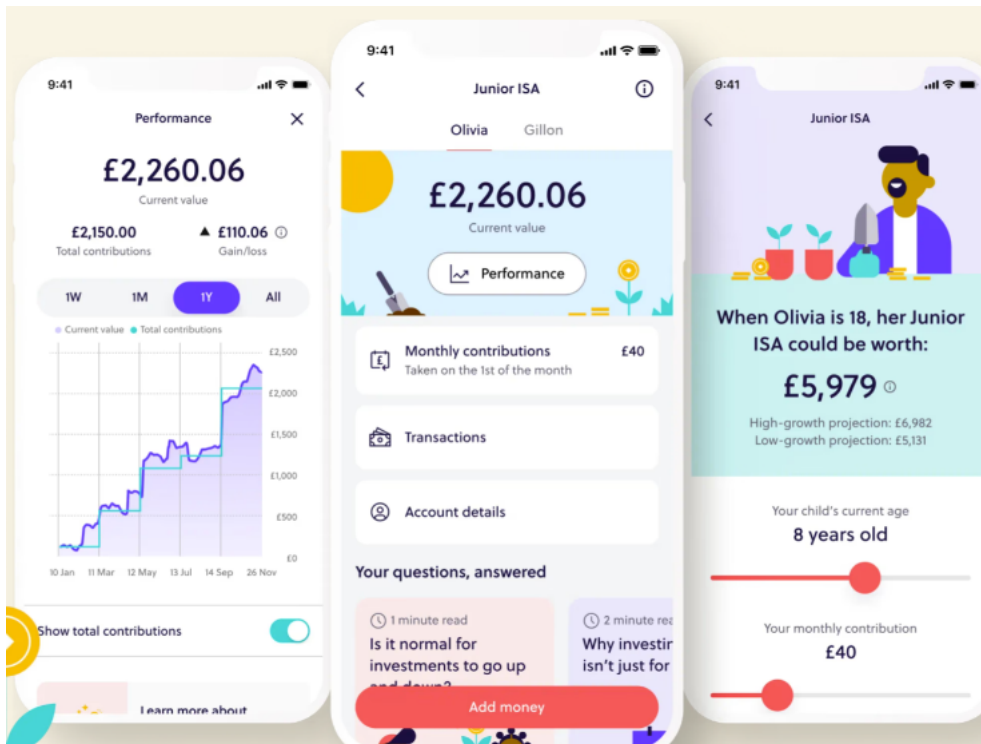 9:41
Performance
£2,260.06
Current value
£2,150.00
£110.06
Total contributions
Gain/loss
1W
1M
1Y
All
Current value
Total contributions
£2,500
£2,000
£1,500
£1,000
£500
£0
10 Jan
11 Mar
12 May
13 Jul
14 Sep
26 Nov
Show total contributions
Learn more about
9:41
Junior ISA
Olivia
Gillon
£2,260.06
Current value
Performance
Monthly contributions
£40
Taken on the 1st of the month
Transactions
Account details
Your questions, answered
1 minute read
Is it normal for
investments to go up
and down?
2 minute
Why
isn't just for
Add money
9:41
Junior ISA
When Olivia is 18, her Junior
ISA could be worth:
£5,979
High-growth projection: £6,982
Low-growth projection: £5,131
Your child's current age
8 years old
Your monthly contribution
£40